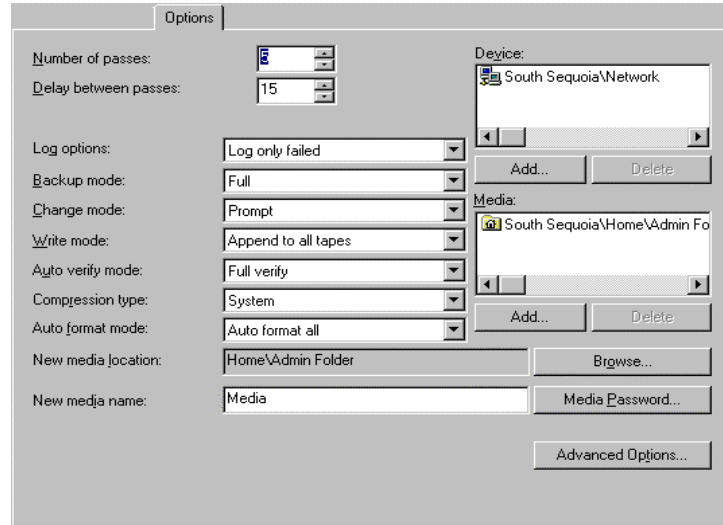 Options
Number of passes:
5
Delay between passes:
15
Log options:
Log only failed
Backup mode:
Full
Change mode:
Prompt
Write mode:
Append to all tapes
Auto verify mode:
Full verify
Compression type:
System
Auto format mode:
Auto format all
New media location:
Home\Admin Folder
New media name:
Media
Device:
South Sequoia\Network
Add...
Delete
Media:
South Sequoia\Home\Admin Fo
Add...
Delete
Browse...
Media Password...
Advanced Options...